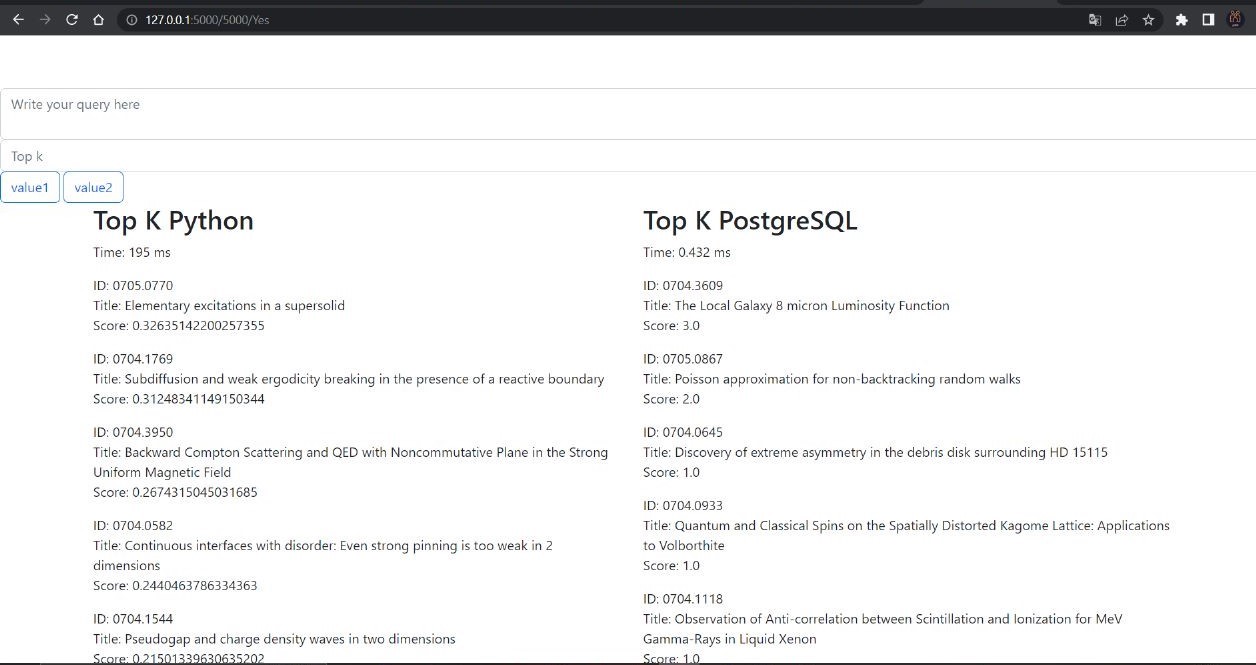 127.0.0.1:5000/5000/Yes
Write your query here
Top k
value1 value2
Top K Python
Time: 195 ms
ID: 0705.0770
Title: Elementary excitations in a supersolid
Score: 0.32635142200257355
ID: 0704.1769
Title: Subdiffusion and weak ergodicity breaking in the presence of a reactive boundary
Score: 0.31248341149150344
ID: 0704.3950
Title: Backward Compton Scattering and QED with Noncommutative Plane in the Strong
Uniform Magnetic Field
Score: 0.2674315045031685
ID: 0704.0582
Title: Continuous interfaces with disorder: Even strong pinning is too weak in 2
dimensions
Score: 0.2440463786334363
ID: 0704.1544
Title: Pseudogap and charge density waves in two dimensions
Score: 0.21501339630635202
Top K PostgreSQL
Time: 0.432 ms
ID: 0704.3609
Title: The Local Galaxy 8 micron Luminosity Function
Score: 3.0
ID: 0705.0867
Title: Poisson approximation for non-backtracking random walks
Score: 2.0
ID: 0704.0645
Title: Discovery of extreme asymmetry in the debris disk surrounding HD 15115
Score: 1.0
ID: 0704.0933
Title: Quantum and Classical Spins on the Spatially Distorted Kagome Lattice: Applications
to Volborthite
Score: 1.0
ID: 0704.1118
Title: Observation of Anti-correlation between Scintillation and Ionization for MeV
Gamma-Rays in Liquid Xenon
Score: 1.0